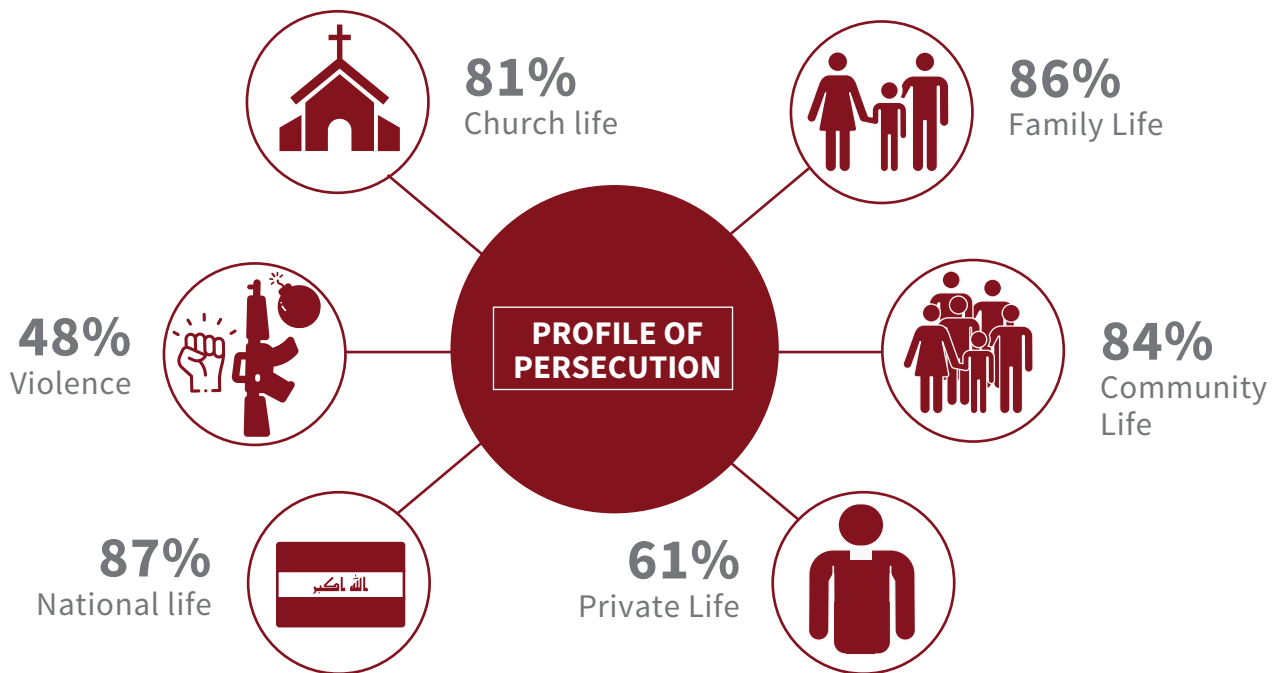 81%
Church life
86%
Family Life
48%
Violence
PROFILE OF
PERSECUTION
84%
Community
Life
87%
National life
الله اكبر
61%
Private Life